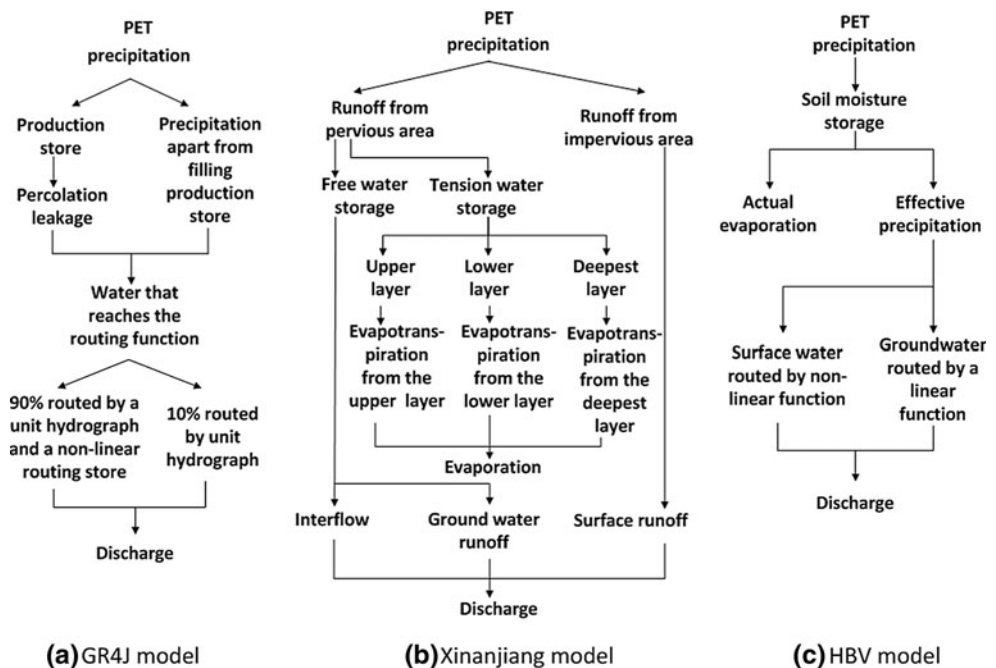 PET
precipitation
Production
store
Precipitation
apart from
filling
production
store
Percolation
leakage
Water that
reaches the
routing function
90% routed by a
unit hydrograph
and a non-linear
routing store
10% routed
by unit
hydrograph
Discharge
(a) GR4J model
PET
precipitation
Runoff from
pervious area
Runoff from
impervious area
Free water
storage
Tension water
storage
Upper
layer
Lower
layer
Deepest
layer
Evapotrans-
piration
from the
upper layer
Evapotrans-
piration
from the
lower layer
Evapotrans-
piration
from the
deepest
layer
Evaporation
Interflow
Ground water
runoff
Surface runoff
Discharge
(b) Xinanjiang model
PET
precipitation
Soil moisture
storage
Actual
evaporation
Effective
precipitation
Surface water
routed by non-
linear function
Groundwater
routed by a
linear
function
Discharge
(c) HBV model